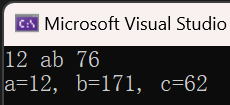 Microsoft Visual Studio
12 ab 76
a=12, b=171, c=62